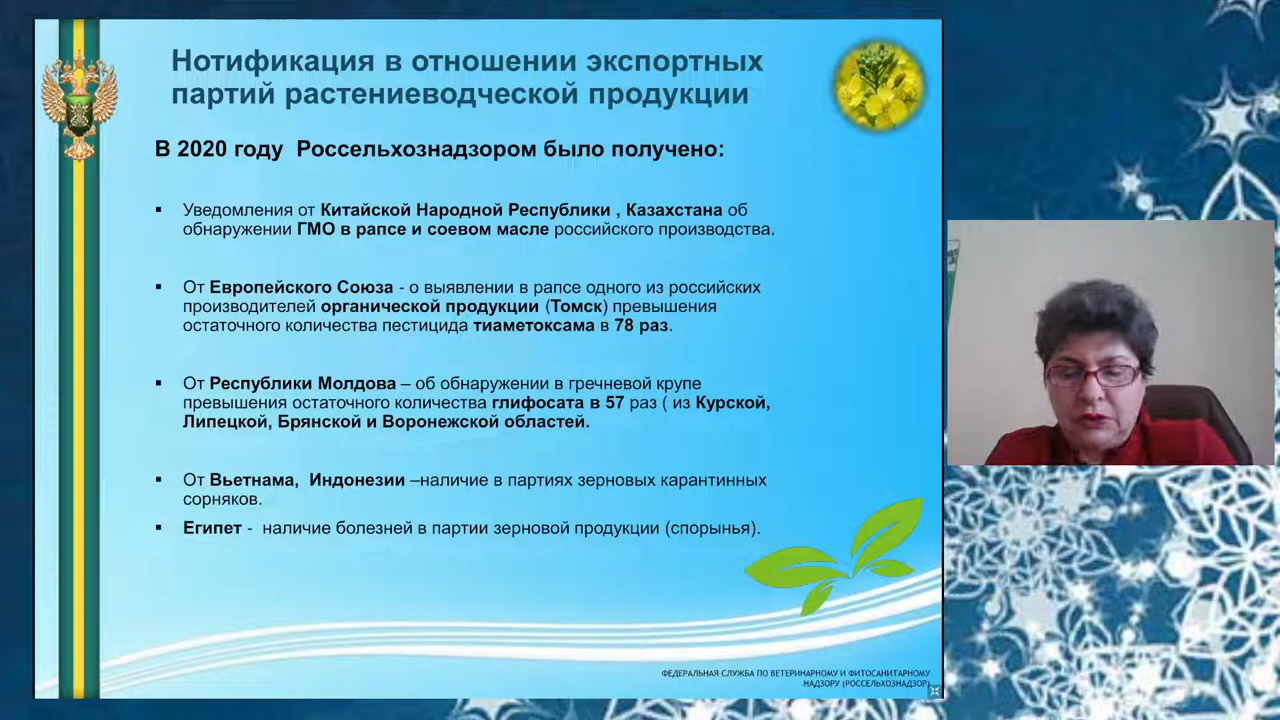 Нотификация в отношении экспортных
партий растениеводческой продукции
В 2020 году Россельхознадзором было получено:
▪ Уведомления от Китайской Народной Республики , Казахстана об
обнаружении ГМО в рапсе и соевом масле российского производства.
▪ От Европейского Союза - о выявлении в рапсе одного из российских
производителей органической продукции (Томск) превышения
остаточного количества пестицида тиаметоксама в 78 раз.
▪ От Республики Молдова – об обнаружении в гречневой крупе
превышения остаточного количества глифосата в 57 раз ( из Курской,
Липецкой, Брянской и Воронежской областей.
▪ От Вьетнама, Индонезии –наличие в партиях зерновых карантинных
сорняков.
▪ Египет - наличие болезней в партии зерновой продукции (спорынья).
ФЕДЕРАЛЬНАЯ СЛУЖБА ПО ВЕТЕРИНАРНОМУ И ФИТОСАНИТАРНОМУ
НАДЗОРУ (РОССЕЛЬХОЗНАДЗОР)